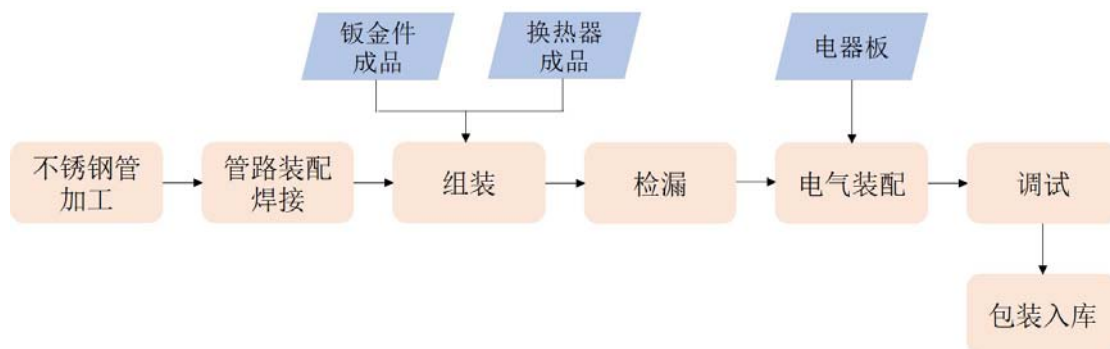 钣金件
成品
换热器
成品
电器板
不锈钢管
加工
管路装配
焊接
组装
检漏
电气装配
调试
包装入库